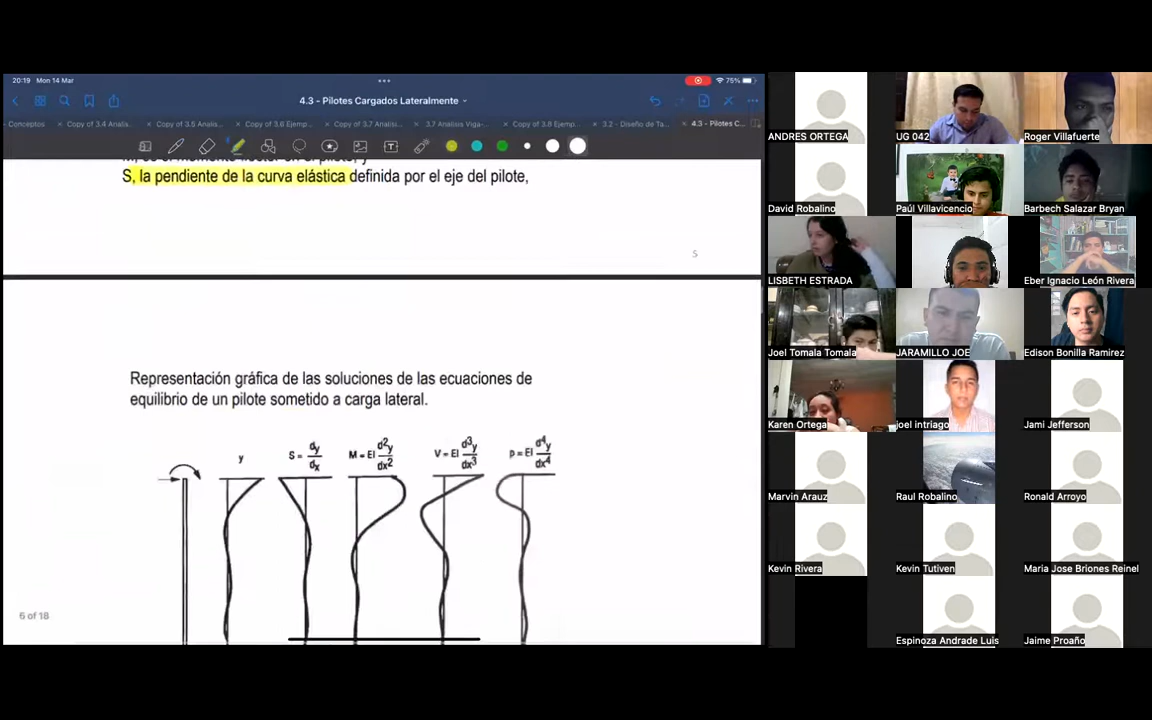 20:19 Mon 14 Mar
75%
4.3 - Pilotes Cargados Lateralmente
Conceptos
Copy of 3.4 Analis...
Copy of 3.5 Analis...
Copy of 3.6 Ejemp...
Copy of 3.7 Analisi...
3.7 Analisis Viga-...
Copy of 3.8 Ejemp...
3.2 - Diseño de Ta...
4.3 - Pilotes C...
S, la pendiente de la curva elástica definida por el eje del pilote,
5
Representación gráfica de las soluciones de las ecuaciones de
equilibrio de un pilote sometido a carga lateral.
y
S = dy/dx
M = EI d²y/dx²
V = EI d³y/dx³
p = EI d⁴y/dx⁴
6 of 18
ANDRES ORTEGA
UG 042
Roger Villafuerte
David Robalino
Paúl Villavicencio
Barbech Salazar Bryan
LISBETH ESTRADA
Eber Ignacio León Rivera
Joel Tomala Tomala
JARAMILLO JOE
Edison Bonilla Ramirez
Karen Ortega
joel intriago
Jami Jefferson
Marvin Arauz
Raul Robalino
Ronald Arroyo
Kevin Rivera
Kevin Tutiven
Maria Jose Briones Reinel
Espinoza Andrade Luis
Jaime Proaño